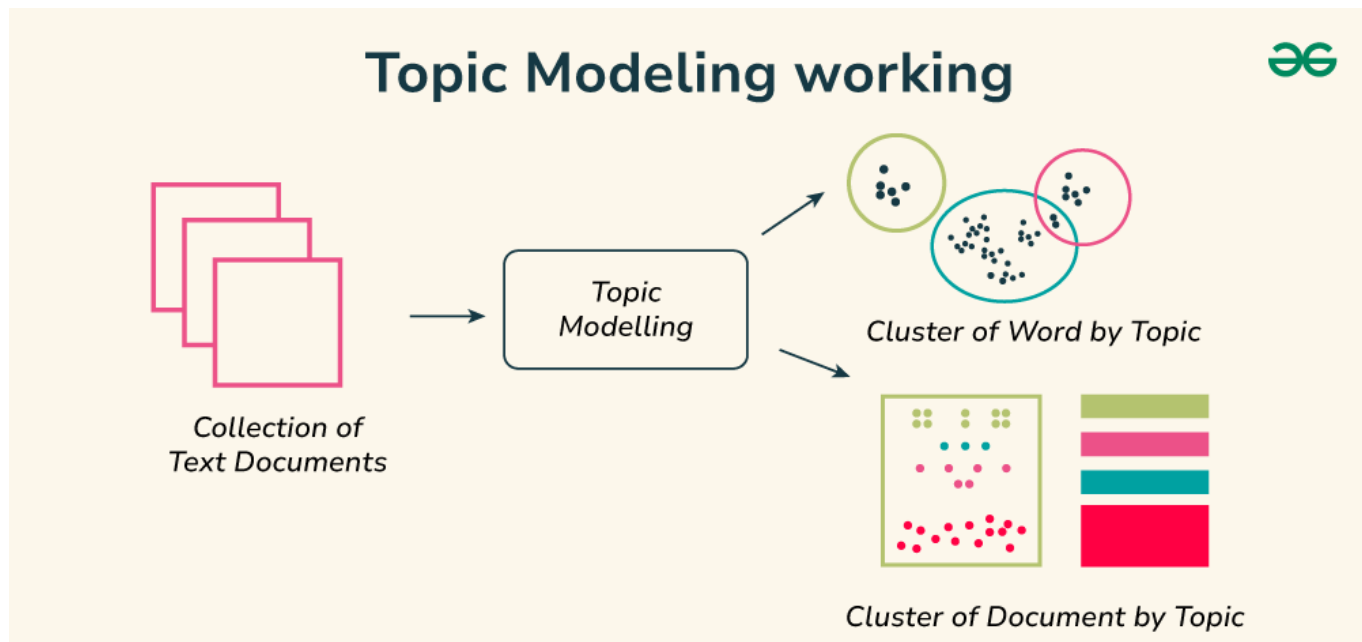 Topic Modeling working
Collection of
Text Documents
Topic
Modelling
Cluster of Word by Topic
Cluster of Document by Topic